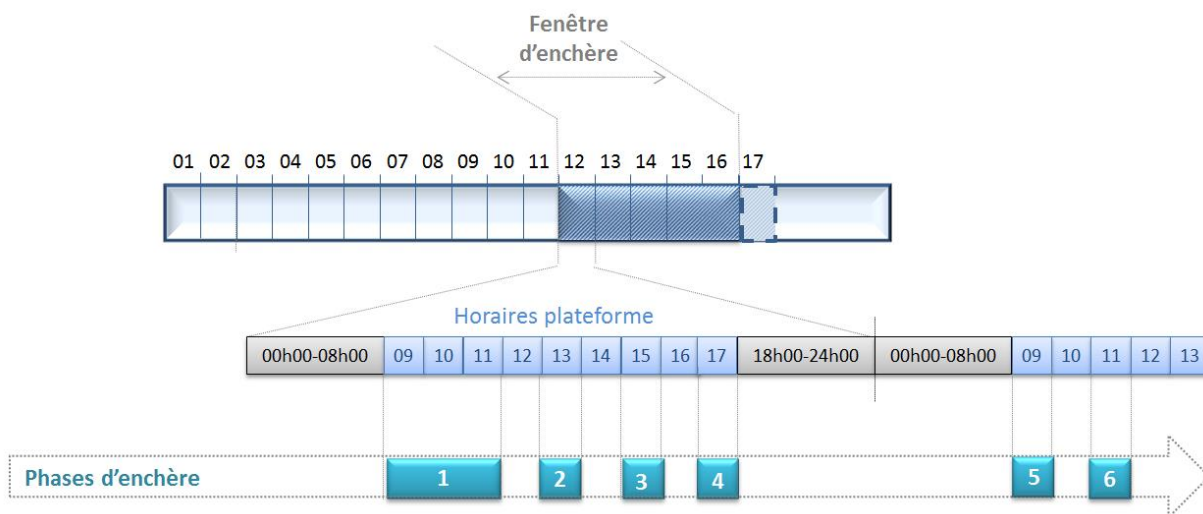 Fenêtre
d'enchère
01 02 03 04 05 06 07 08 09 10 11 12 13 14 15 16 17
Horaires plateforme
00h00-08h00 09 10 11 12 13 14 15 16 17 18h00-24h00 00h00-08h00 09 10 11 12 13
Phases d'enchère 1 2 3 4 5 6